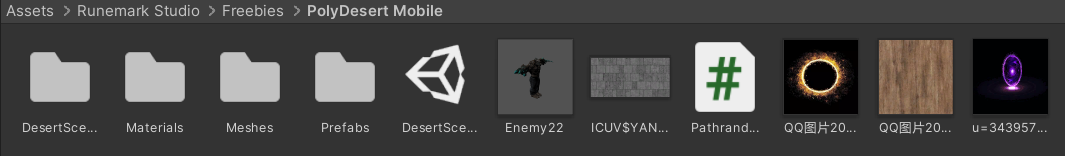 Assets > Runemark Studio > Freebies > PolyDesert Mobile
DesertSce... Materials Meshes Prefabs DesertSce... Enemy22 ICUV$YAN... Pathrand... QQ图片20... QQ图片20... u=343957...